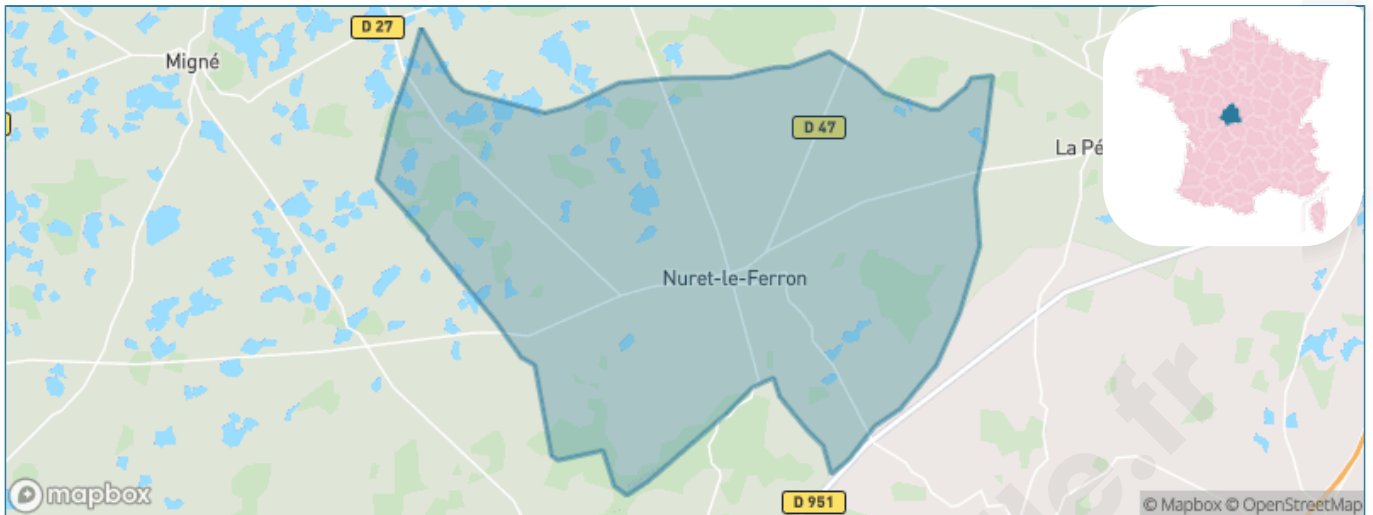 D 27
Migné
D 47
La Pé
Nuret-le-Ferron
D 951
mapbox
© Mapbox © OpenStreetMap